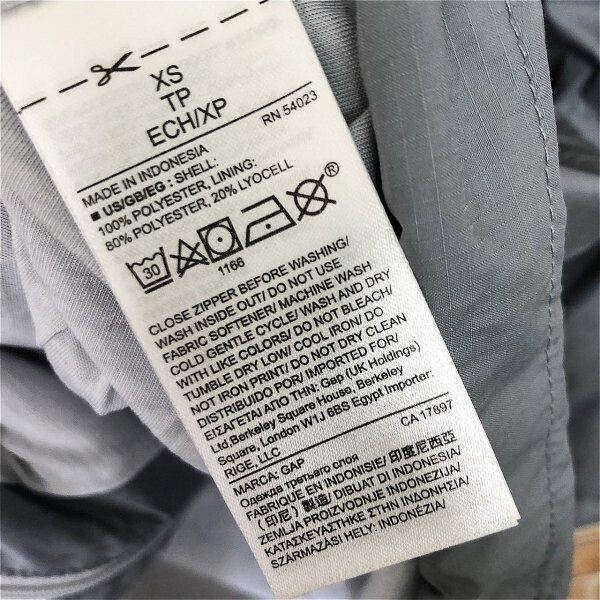 XS
TP
ECH/XP
RN 54023
MADE IN INDONESIA
■ US/GB/EG : SHELL:
100% POLYESTER, LINING:
80% POLYESTER, 20% LYOCELL
30
1166
®
CLOSE ZIPPER BEFORE WASHING/
WASH INSIDE OUT/ DO NOT USE
FABRIC SOFTENER/ MACHINE WASH
COLD GENTLE CYCLE/ WASH AND DRY
WITH LIKE COLORS/ DO NOT BLEACH/
TUMBLE DRY LOW/ COOL IRON/ DO
NOT IRON PRINT/ DO NOT DRY CLEAN
DISTRIBUIDO POR/ IMPORTED FOR/
ΕΙΣΑΓΕΤΑΙ ΑΠΟ ΤΗΝ: Gap (UK Holdings)
Ltd.Berkeley Square House, Berkeley
Square, London W1J 6BS Egypt Importer:
RIGE, LLC
CA 17897
MARCA: GAP
Одежда третьего слоя
FABRIQUÉ EN INDONÉSIE/ 印度尼西亞
（印尼）製造/ DIBUAT DI INDONESIA/
ZEMLJA PROIZVODNJE INDONEZIJA/
ΚΑΤΑΣΚΕΥΑΣΤΗΚΕ ΣΤΗΝ ΙΝΔΟΝΗΣΙΑ/
SZÁRMAZÁSI HELY: INDONÉZIA/